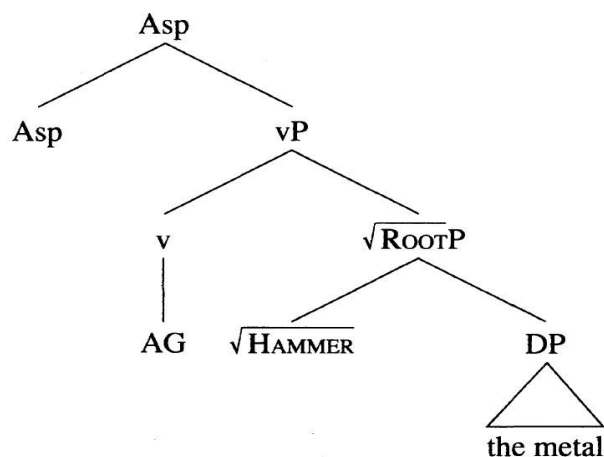 Asp
Asp vP
v √ROOTP
AG √HAMMER DP
the metal